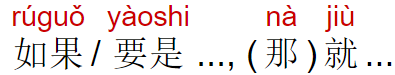 rúguǒ yàoshi nà jiù
如果 / 要是 ..., ( 那 ) 就 ...